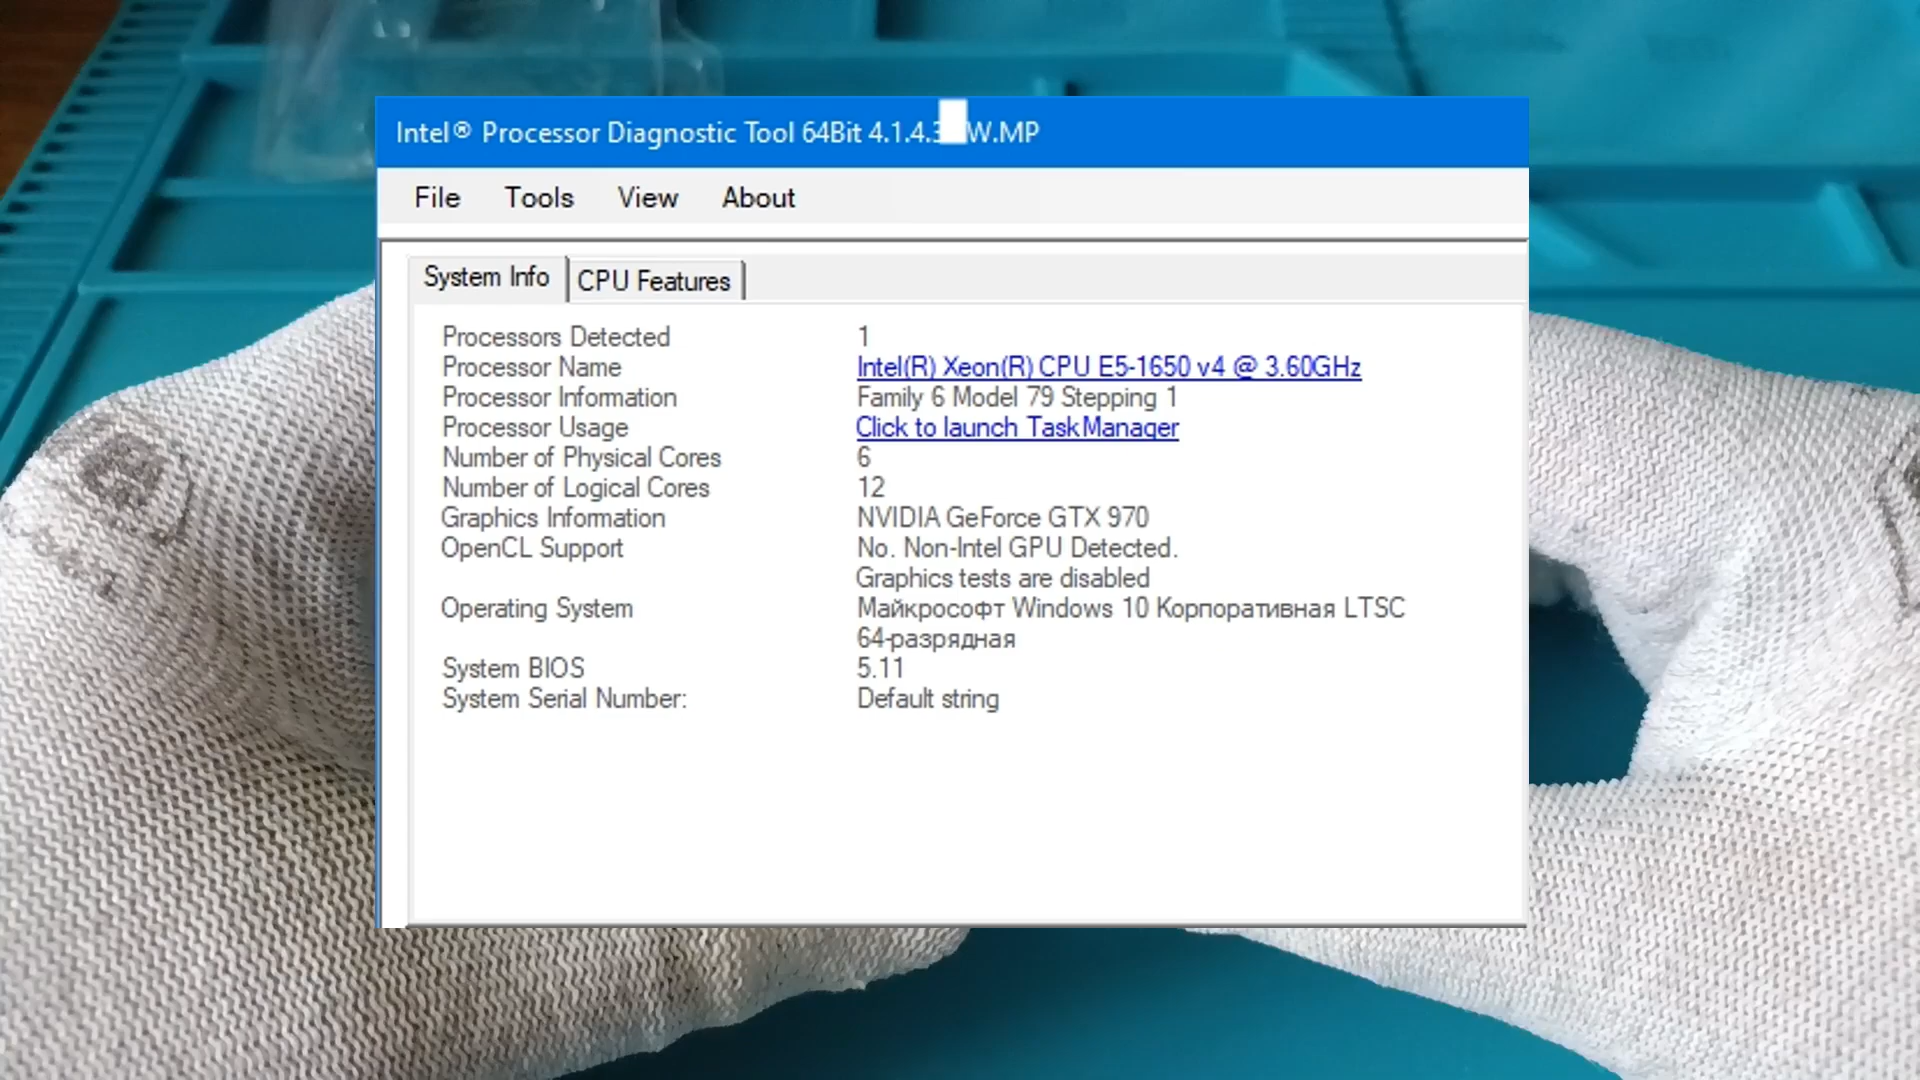 Intel® Processor Diagnostic Tool 64Bit 4.1.4. W.MP
File Tools View About
System Info CPU Features
Processors Detected 1
Processor Name Intel(R) Xeon(R) CPU E5-1650 v4 @ 3.60GHz
Processor Information Family 6 Model 79 Stepping 1
Processor Usage Click to launch TaskManager
Number of Physical Cores 6
Number of Logical Cores 12
Graphics Information NVIDIA GeForce GTX 970
OpenCL Support No. Non-Intel GPU Detected.
Graphics tests are disabled
Operating System Майкрософт Windows 10 Корпоративная LTSC
64-разрядная
System BIOS 5.11
System Serial Number: Default string